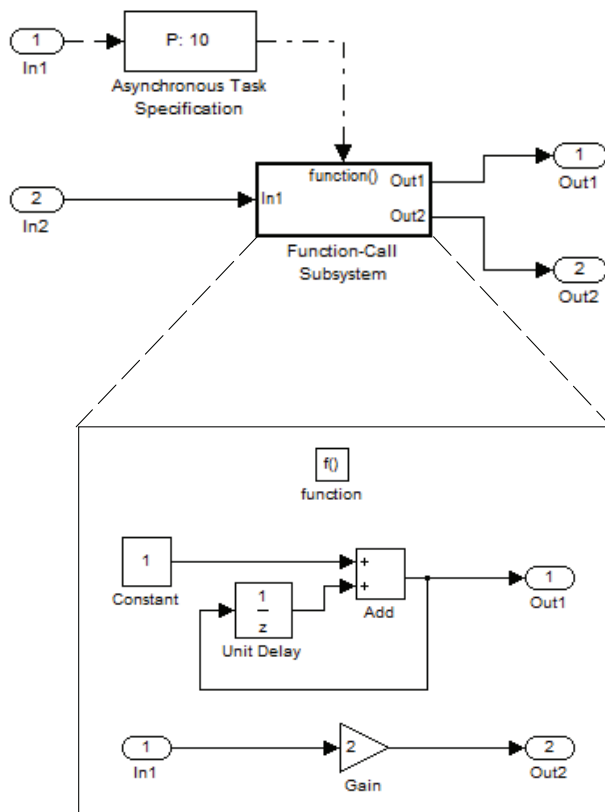 1
P: 10
In1
Asynchronous Task
Specification
function()
In1
Out1
Out2
1
Out1
2
In2
Function-Call
Subsystem
2
Out2
f()
function
1
Constant
1
z
Unit Delay
+
+
Add
1
Out1
1
In1
2
Gain
2
Out2